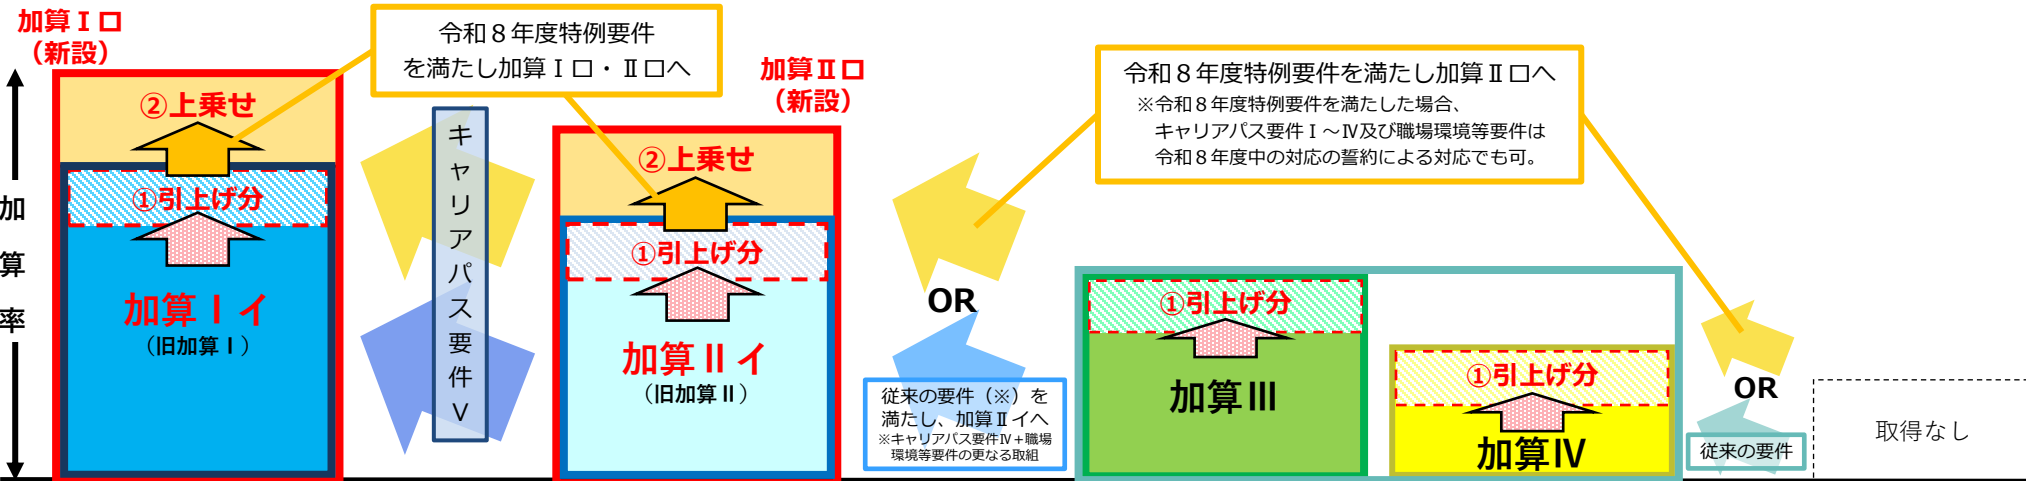 加算Ⅰロ
（新設）
加算率
②上乗せ
①引上げ分
加算Ⅰイ
（旧加算Ⅰ）
令和８年度特例要件
を満たし加算Ⅰロ・Ⅱロへ
キャリアパス要件Ⅴ
加算Ⅱロ
（新設）
②上乗せ
①引上げ分
加算Ⅱイ
（旧加算Ⅱ）
令和８年度特例要件を満たし加算Ⅱロへ
※令和８年度特例要件を満たした場合、
キャリアパス要件Ⅰ～Ⅳ及び職場環境等要件は
令和８年度中の対応の誓約による対応でも可。
OR
従来の要件（※）を
満たし、加算Ⅱイへ
※キャリアパス要件Ⅳ＋職場
環境等要件の更なる取組
①引上げ分
加算Ⅲ
①引上げ分
加算Ⅳ
OR
従来の要件
取得なし